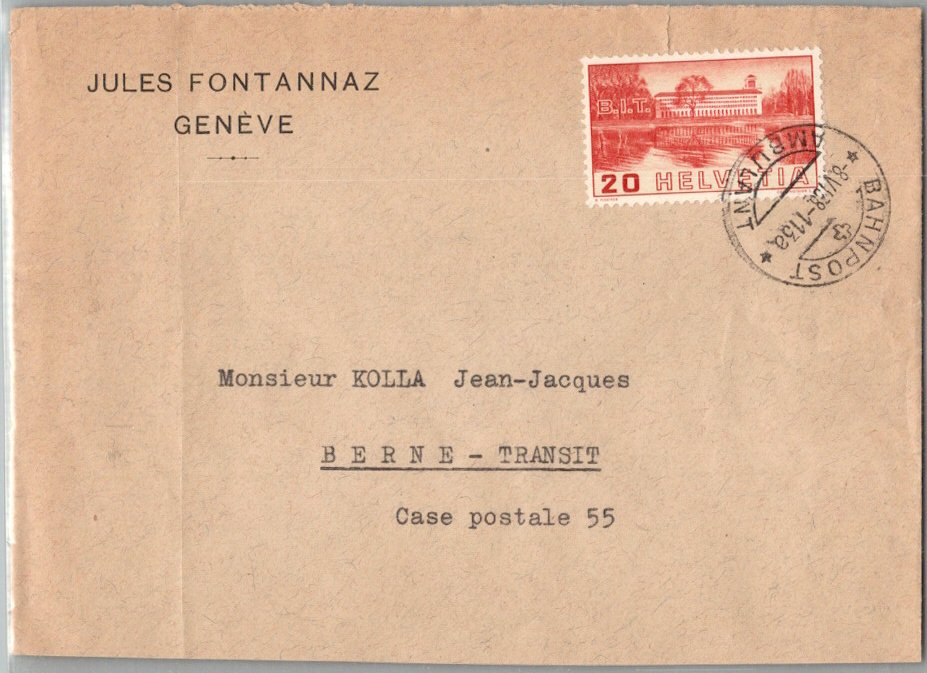 JULES FONTANNAZ
GENÈVE
B.I.T.
20 HELVETIA
AMBULANT
BAHNPOST
Monsieur KOLLA Jean-Jacques
B E R N E - TRANSIT
Case postale 55